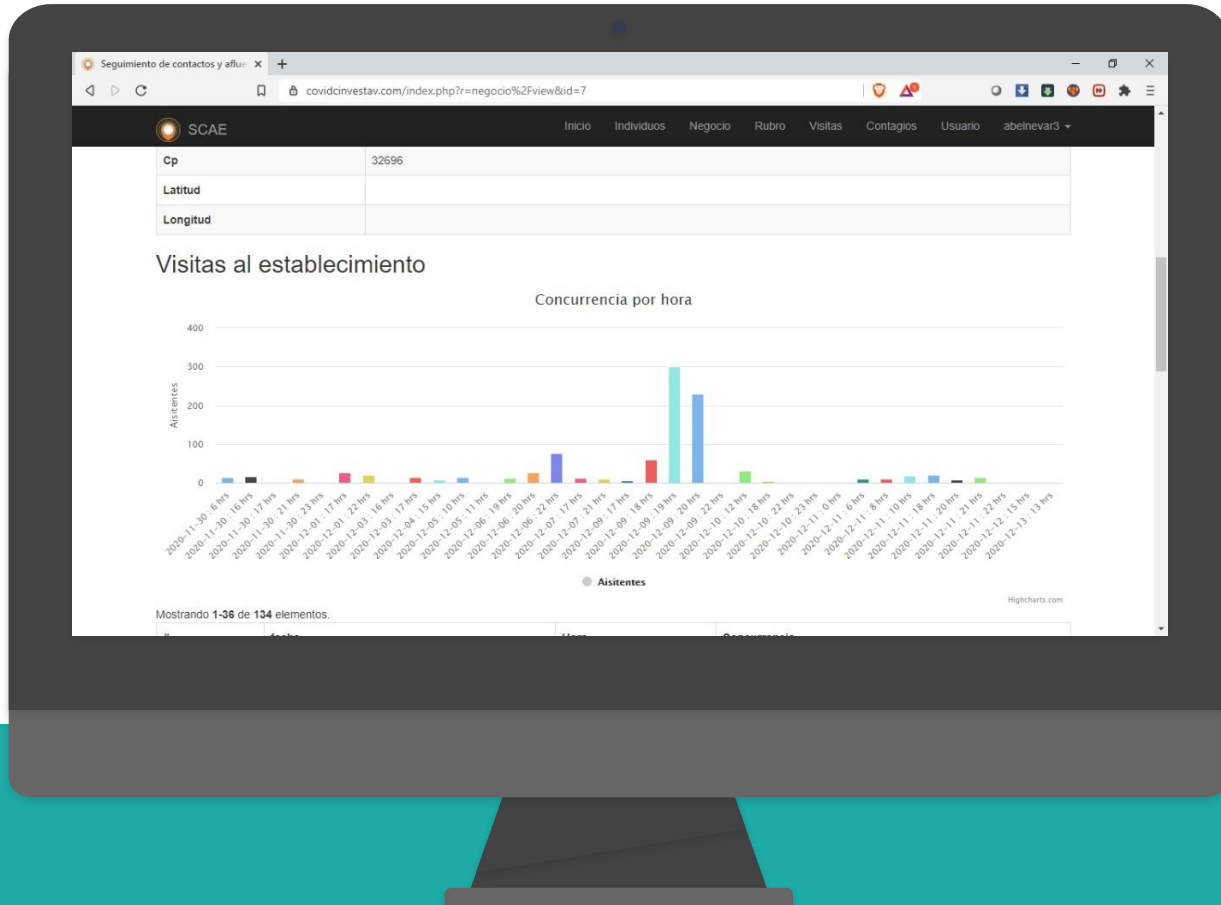 Seguimiento de contactos y aflue
covidcinvestav.com/index.php?r=negocio%2Fview&id=7
SCAE Inicio Individuos Negocio Rubro Visitas Contagios Usuario abelnevar3
Cp 32696
Latitud
Longitud
Visitas al establecimiento
Concurrencia por hora
400
300
200
100
0
Aisitentes
2020-11-30 : 6 hrs
2020-11-30 : 16 hrs
2020-11-30 : 17 hrs
2020-11-30 : 21 hrs
2020-11-30 : 23 hrs
2020-12-01 : 17 hrs
2020-12-01 : 22 hrs
2020-12-03 : 16 hrs
2020-12-03 : 17 hrs
2020-12-04 : 15 hrs
2020-12-05 : 10 hrs
2020-12-05 : 11 hrs
2020-12-06 : 19 hrs
2020-12-06 : 20 hrs
2020-12-06 : 22 hrs
2020-12-07 : 17 hrs
2020-12-07 : 21 hrs
2020-12-09 : 17 hrs
2020-12-09 : 18 hrs
2020-12-09 : 19 hrs
2020-12-09 : 20 hrs
2020-12-09 : 22 hrs
2020-12-10 : 12 hrs
2020-12-10 : 18 hrs
2020-12-10 : 22 hrs
2020-12-10 : 23 hrs
2020-12-11 : 0 hrs
2020-12-11 : 6 hrs
2020-12-11 : 8 hrs
2020-12-11 : 10 hrs
2020-12-11 : 18 hrs
2020-12-11 : 20 hrs
2020-12-11 : 21 hrs
2020-12-11 : 22 hrs
2020-12-12 : 15 hrs
2020-12-13 : 13 hrs
Aisitentes
Highcharts.com
Mostrando 1-36 de 134 elementos.